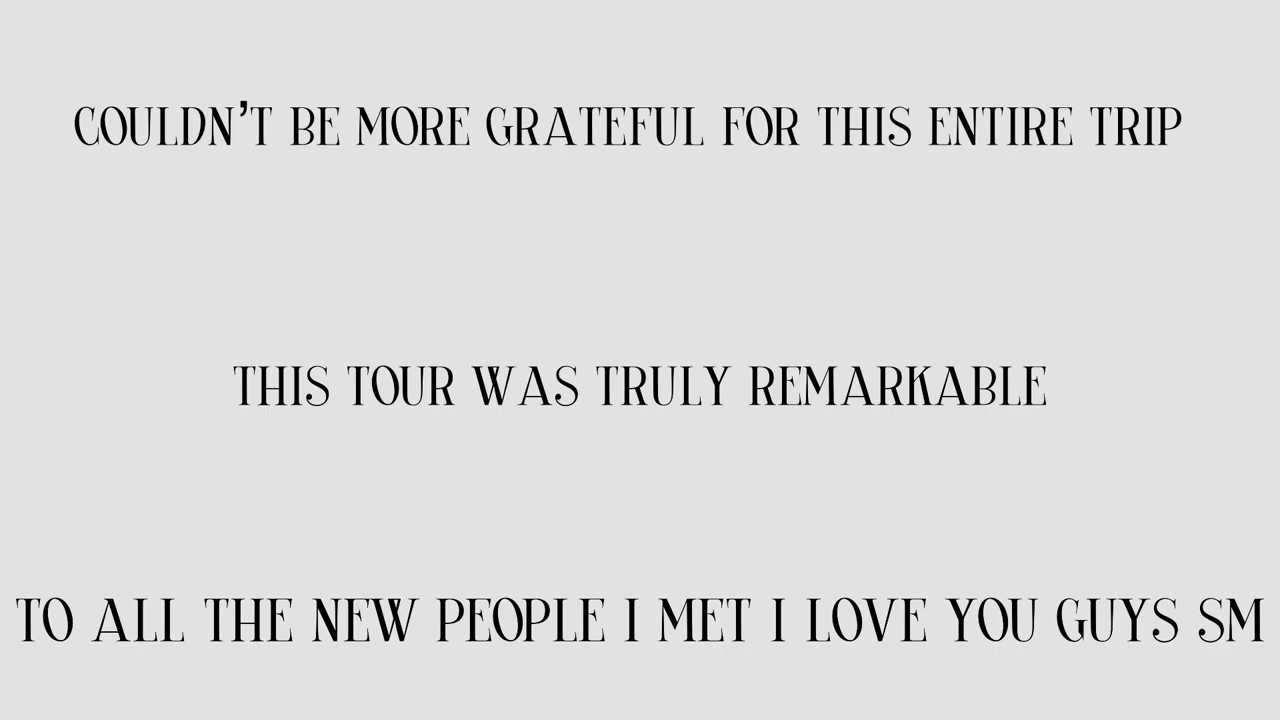 COULDN'T BE MORE GRATEFUL FOR THIS ENTIRE TRIP
THIS TOUR WAS TRULY REMARKABLE
TO ALL THE NEW PEOPLE I MET I LOVE YOU GUYS SM